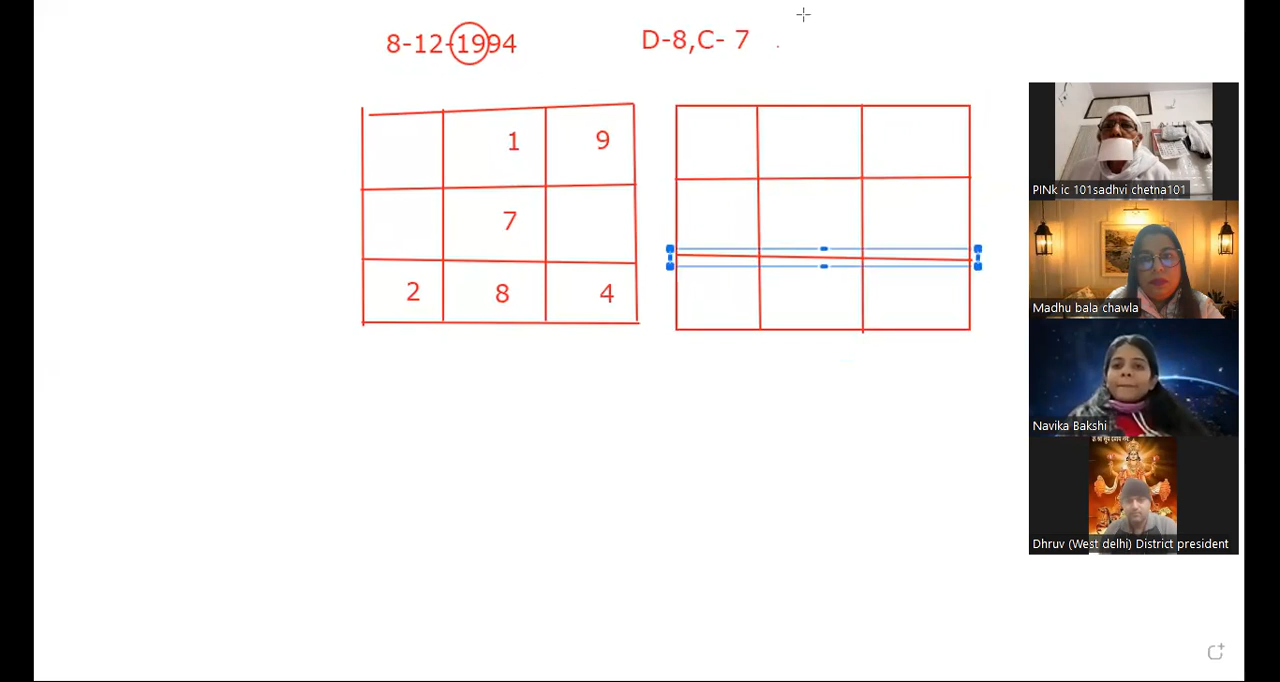 8-12-1994
D-8,C- 7
1 9
7
2 8 4
PINk ic 101sadhvi chetna101
Madhu bala chawla
Navika Bakshi
Dhruv (West delhi) District president